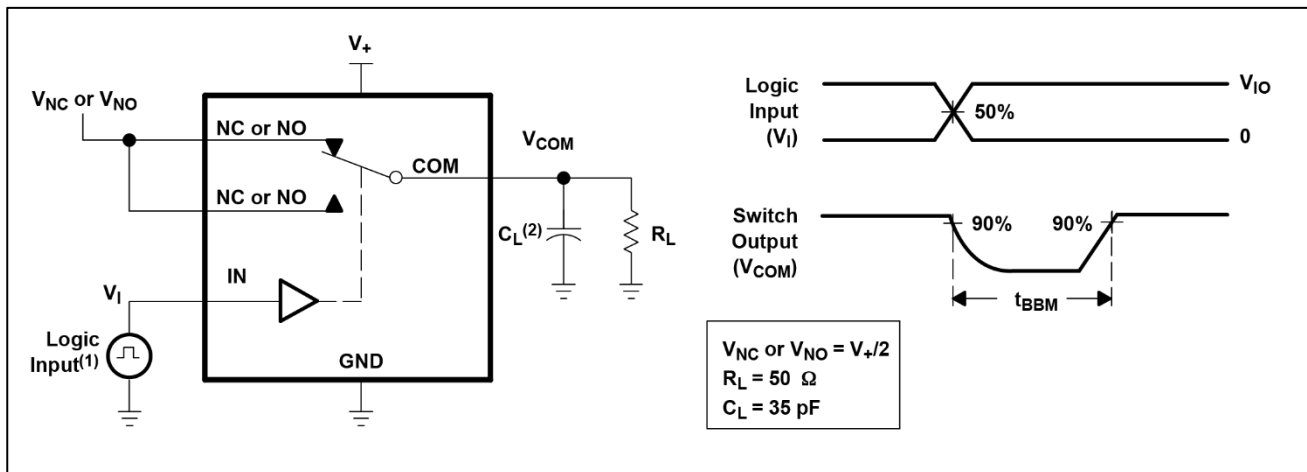 V+
VNC or VNO
NC or NO
VCOM
COM
NC or NO
CL(2)
RL
IN
VI
Logic
Input(1)
GND
Logic
Input
(VI)
50%
VIO
0
Switch
Output
(VCOM)
90%
90%
tBBM
VNC or VNO = V+/2
RL = 50 Ω
CL = 35 pF